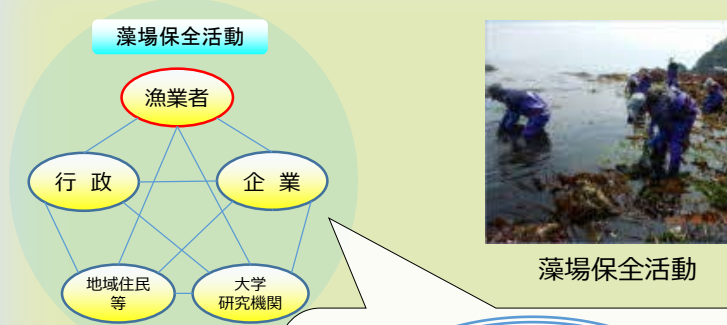 藻場保全活動
漁業者
行 政
企 業
地域住民
等
大学
研究機関
藻場保全活動